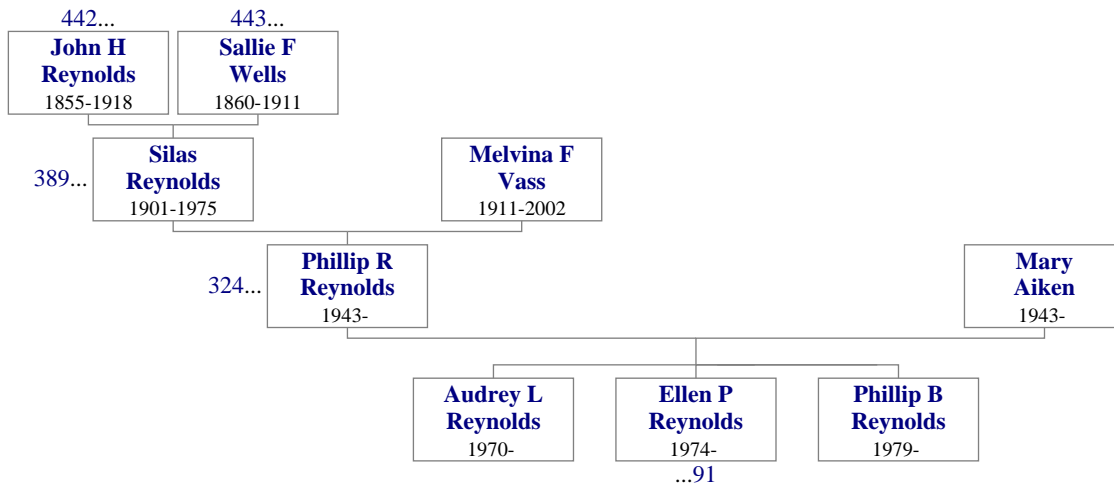 442...
443...
John H
Reynolds
1855-1918
Sallie F
Wells
1860-1911
389...
Silas
Reynolds
1901-1975
Melvina F
Vass
1911-2002
324...
Phillip R
Reynolds
1943-
Mary
Aiken
1943-
Audrey L
Reynolds
1970-
Ellen P
Reynolds
1974-
...91
Phillip B
Reynolds
1979-